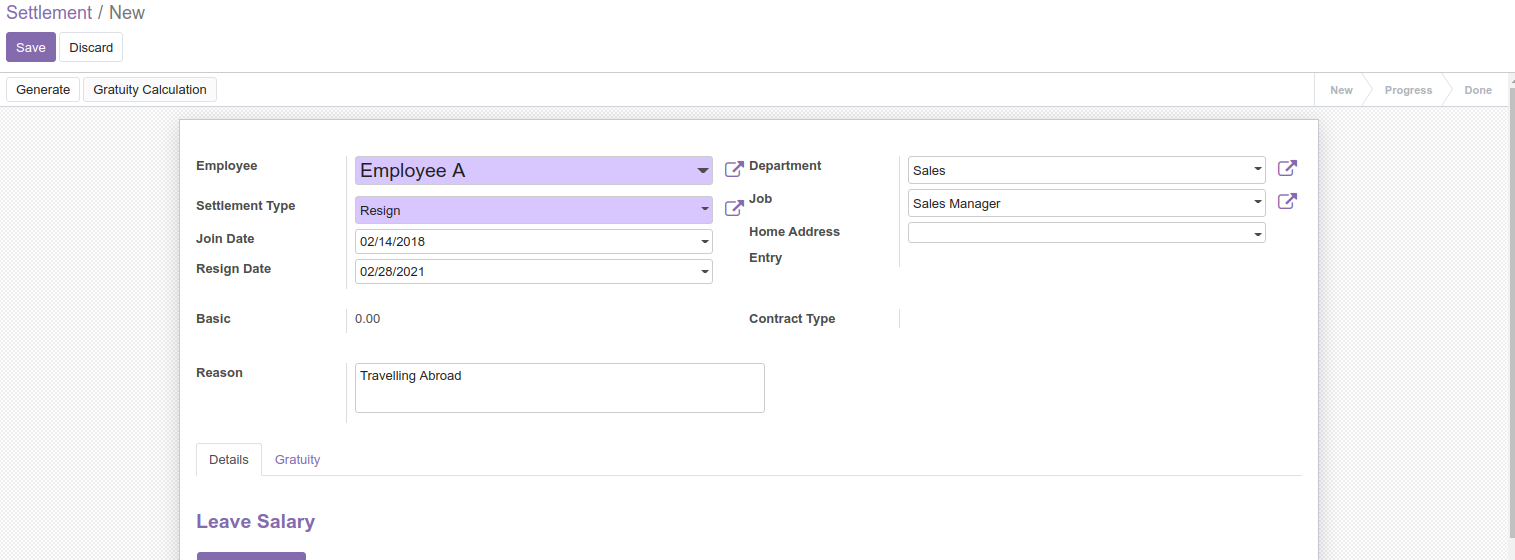 Settlement / New
Save Discard
Generate Gratuity Calculation New Progress Done
Employee Employee A Department Sales
Settlement Type Resign Job Sales Manager
Join Date 02/14/2018 Home Address
Resign Date 02/28/2021 Entry
Basic 0.00 Contract Type
Reason Travelling Abroad
Details Gratuity
Leave Salary